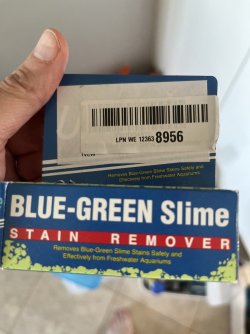 LPN WE 12363 8956
Removes Blue-Green Slime Stains Safely and
Effectively from Freshwater Aquariums
BLUE-GREEN Slime
STAIN REMOVER
Removes Blue-Green Slime Stains Safely and
Effectively from Freshwater Aquariums